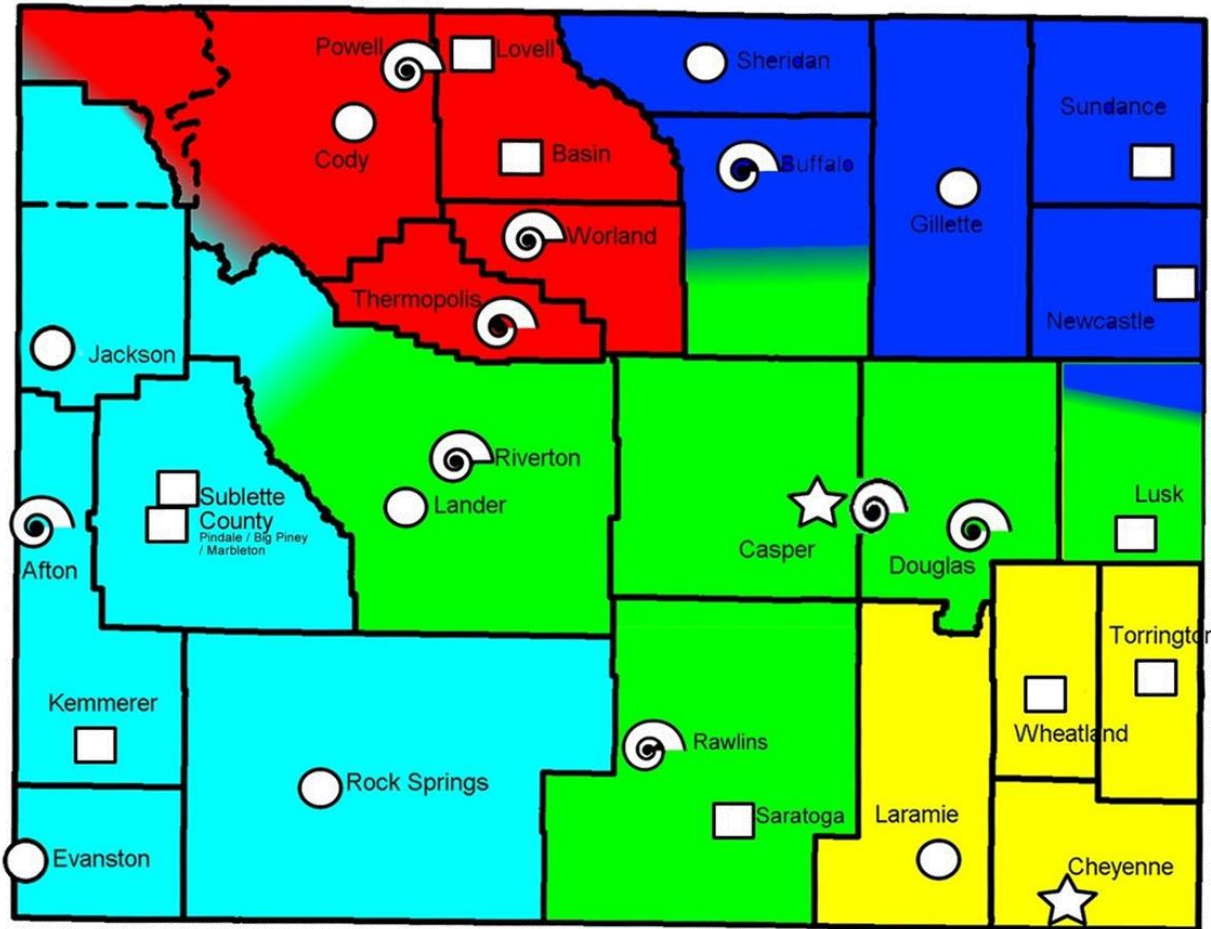 Powell
Lovell
Sheridan
Sundance
Cody
Basin
Buffalo
Gillette
Worland
Thermopolis
Newcastle
Jackson
Riverton
Lander
Sublette
County
Pindale / Big Piney
/ Marbleton
Lusk
Casper
Douglas
Afton
Torrington
Kemmerer
Wheatland
Rawlins
Rock Springs
Saratoga
Laramie
Evanston
Cheyenne